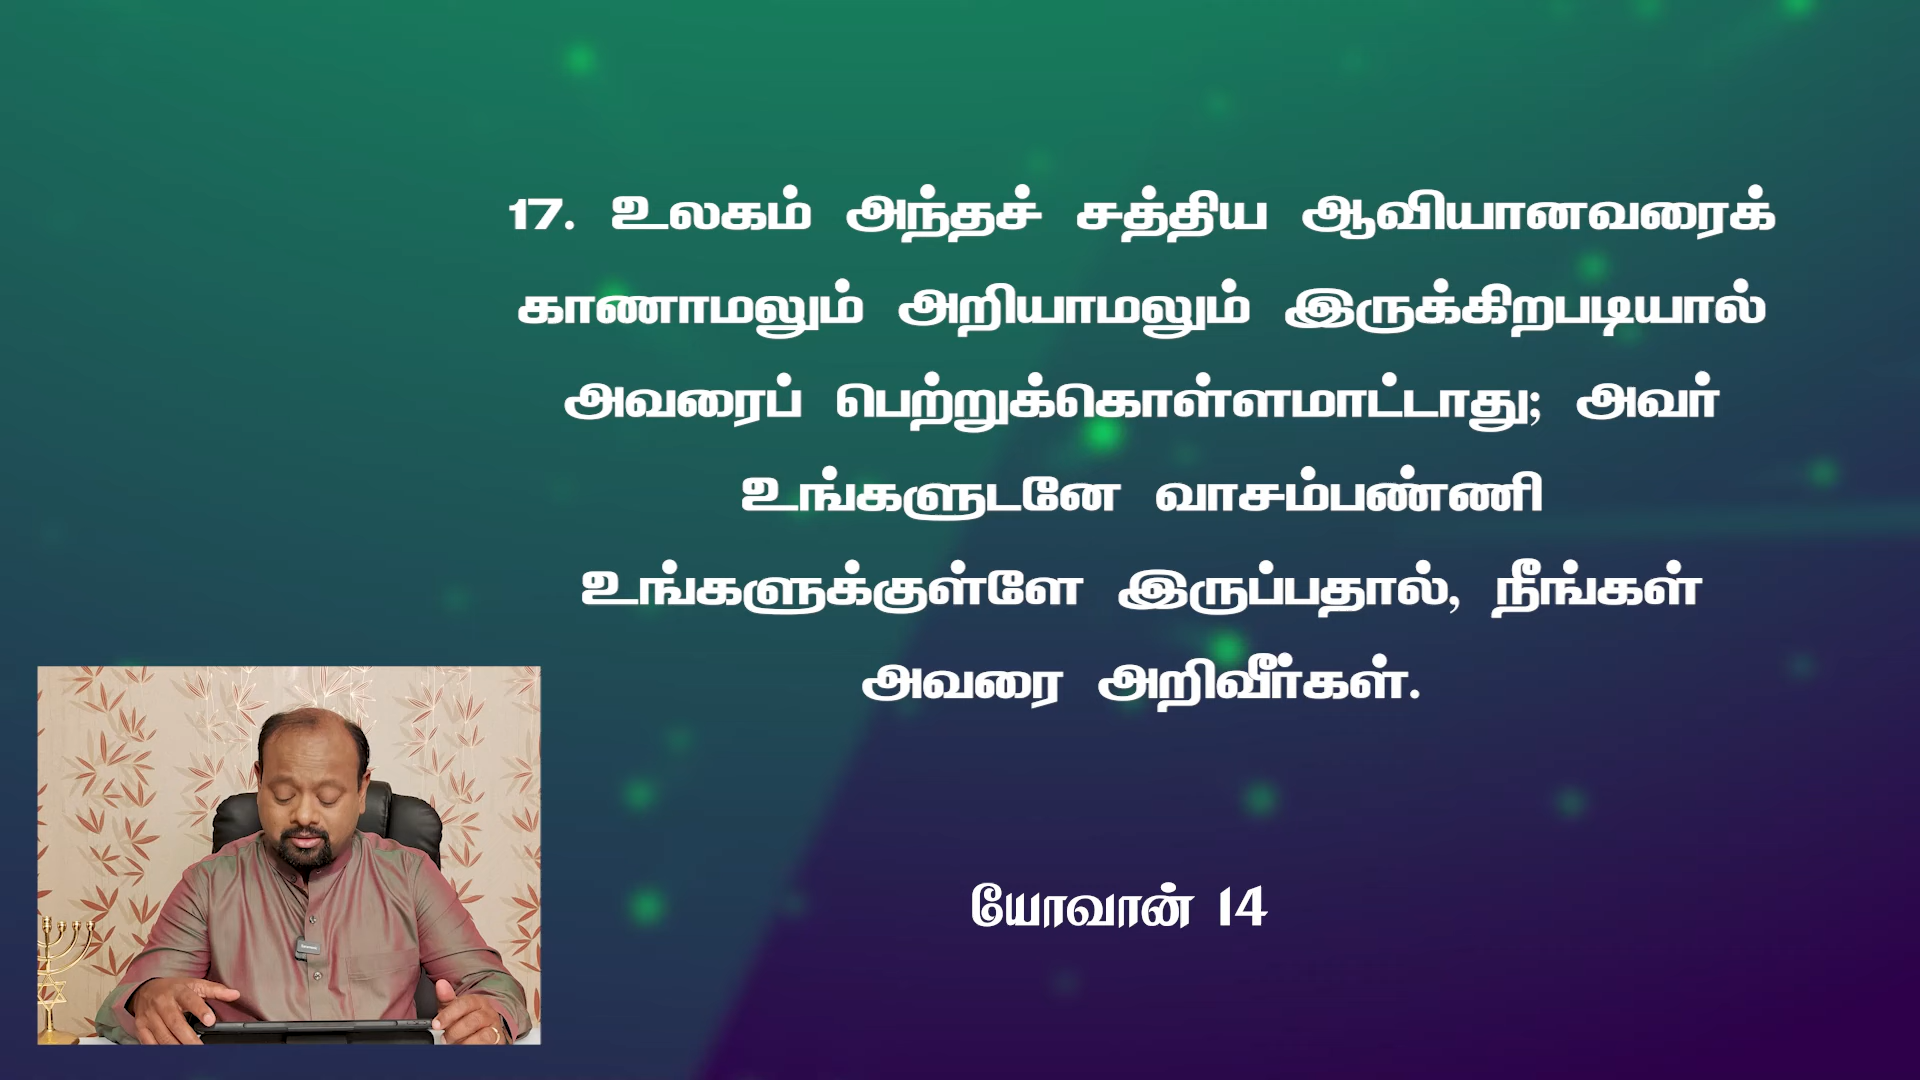 17. உலகம் அந்தச் சத்திய ஆவியானவரைக்
காணாமலும் அறியாமலும் இருக்கிறபடியால்
அவரைப் பெற்றுக்கொள்ளமாட்டாது; அவர்
உங்களுடனே வாசம்பண்ணி
உங்களுக்குள்ளே இருப்பதால், நீங்கள்
அவரை அறிவீர்கள்.
யோவான் 14